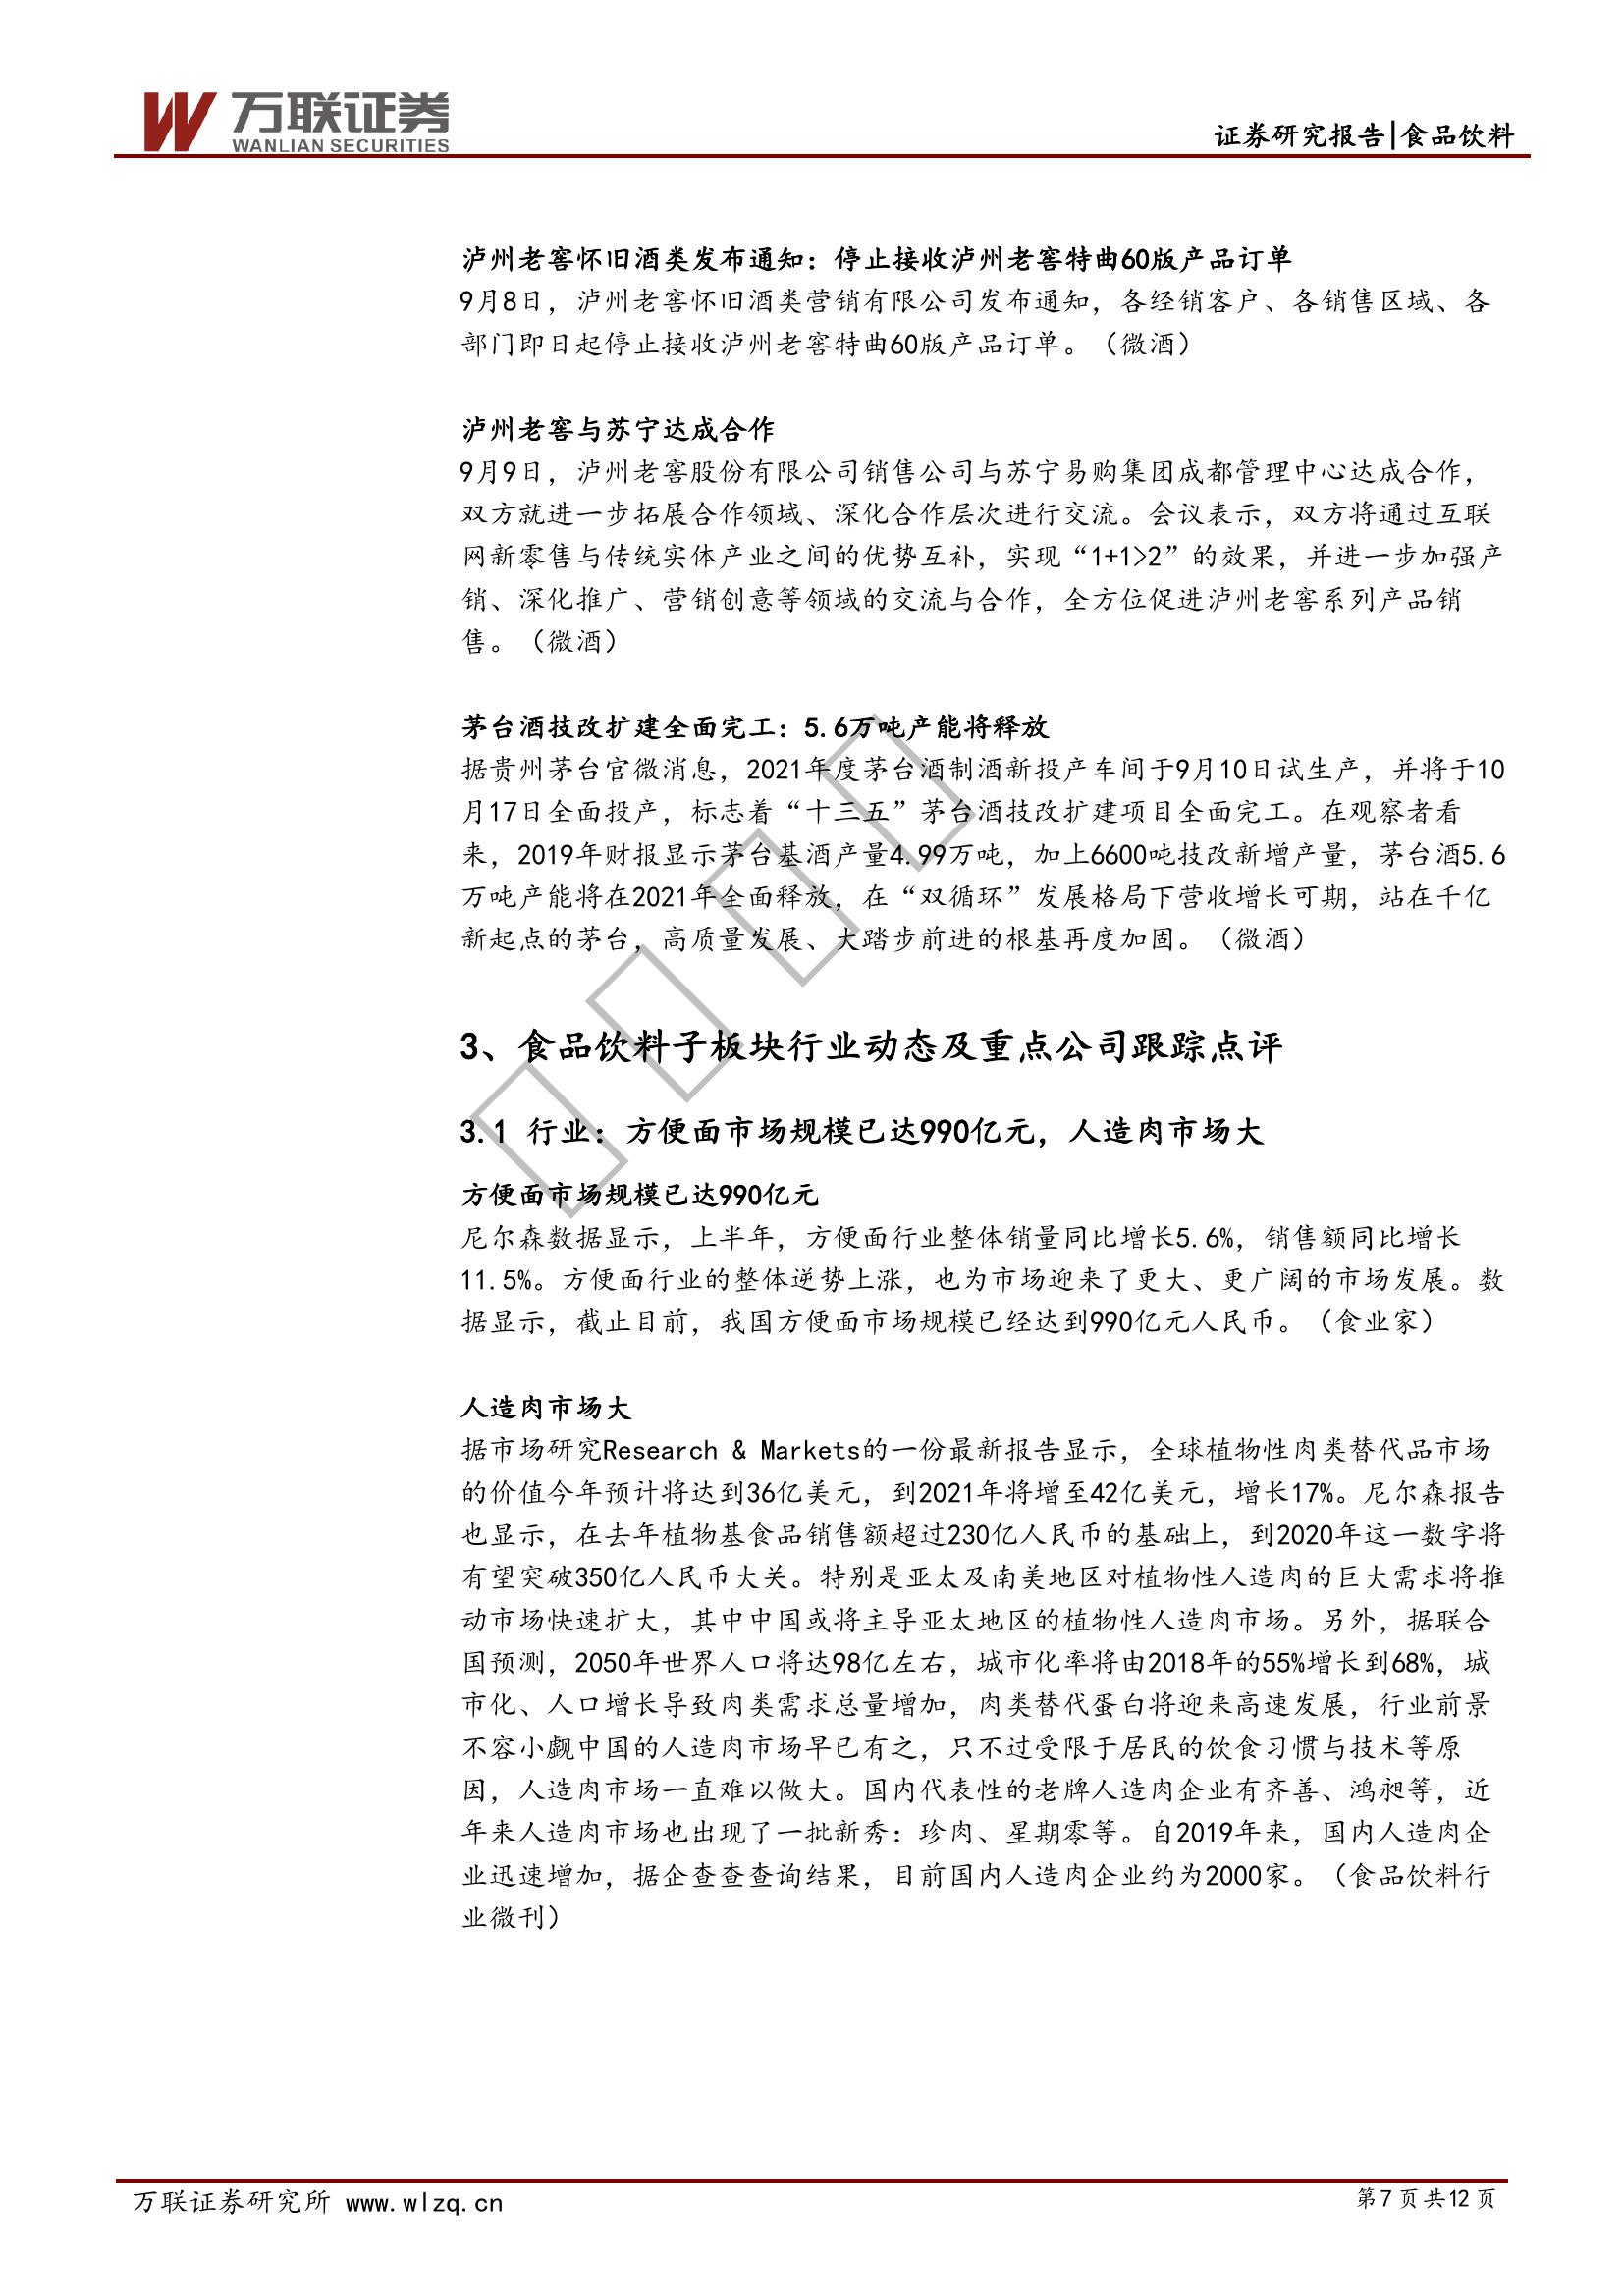 万联证券
WANLIAN SECURITIES
证券研究报告|食品饮料
泸州老窖怀旧酒类发布通知：停止接收泸州老窖特曲60版产品订单
9月8日，泸州老窖怀旧酒类营销有限公司发布通知，各经销客户、各销售区域、各
部门即日起停止接收泸州老窖特曲60版产品订单。（微酒）
泸州老窖与苏宁达成合作
9月9日，泸州老窖股份有限公司销售公司与苏宁易购集团成都管理中心达成合作，
双方就进一步拓展合作领域、深化合作层次进行交流。会议表示，双方将通过互联
网新零售与传统实体产业之间的优势互补，实现“1+1>2”的效果，并进一步加强产
销、深化推广、营销创意等领域的交流与合作，全方位促进泸州老窖系列产品销
售。（微酒）
茅台酒技改扩建全面完工：5.6万吨产能将释放
据贵州茅台官微消息，2021年度茅台酒制酒新投产车间于9月10日试生产，并将于10
月17日全面投产，标志着“十三五”茅台酒技改扩建项目全面完工。在观察者看
来，2019年财报显示茅台基酒产量4.99万吨，加上6600吨技改新增产量，茅台酒5.6
万吨产能将在2021年全面释放，在“双循环”发展格局下营收增长可期，站在千亿
新起点的茅台，高质量发展、大踏步前进的根基再度加固。（微酒）
3、食品饮料子板块行业动态及重点公司跟踪点评
3.1 行业：方便面市场规模已达990亿元，人造肉市场大
方便面市场规模已达990亿元
尼尔森数据显示，上半年，方便面行业整体销量同比增长5.6%，销售额同比增长
11.5%。方便面行业的整体逆势上涨，也为市场迎来了更大、更广阔的市场发展。数
据显示，截止目前，我国方便面市场规模已经达到990亿元人民币。（食业家）
人造肉市场大
据市场研究Research & Markets的一份最新报告显示，全球植物性肉类替代品市场
的价值今年预计将达到36亿美元，到2021年将增至42亿美元，增长17%。尼尔森报告
也显示，在去年植物基食品销售额超过230亿人民币的基础上，到2020年这一数字将
有望突破350亿人民币大关。特别是亚太及南美地区对植物性人造肉的巨大需求将推
动市场快速扩大，其中中国或将主导亚太地区的植物性人造肉市场。另外，据联合
国预测，2050年世界人口将达98亿左右，城市化率将由2018年的55%增长到68%，城
市化、人口增长导致肉类需求总量增加，肉类替代蛋白将迎来高速发展，行业前景
不容小觑中国的人造肉市场早已有之，只不过受限于居民的饮食习惯与技术等原
因，人造肉市场一直难以做大。国内代表性的老牌人造肉企业有齐善、鸿昶等，近
年来人造肉市场也出现了一批新秀：珍肉、星期零等。自2019年来，国内人造肉企
业迅速增加，据企查查查询结果，目前国内人造肉企业约为2000家。（食品饮料行
业微刊）
万联证券研究所 www.wlzq.cn
第7页共12页